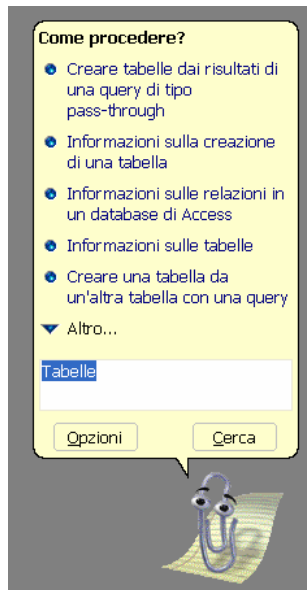 Come procedere?
Creare tabelle dai risultati di
una query di tipo
pass-through
Informazioni sulla creazione
di una tabella
Informazioni sulle relazioni in
un database di Access
Informazioni sulle tabelle
Creare una tabella da
un'altra tabella con una query
Altro...
Tabelle
Opzioni
Cerca